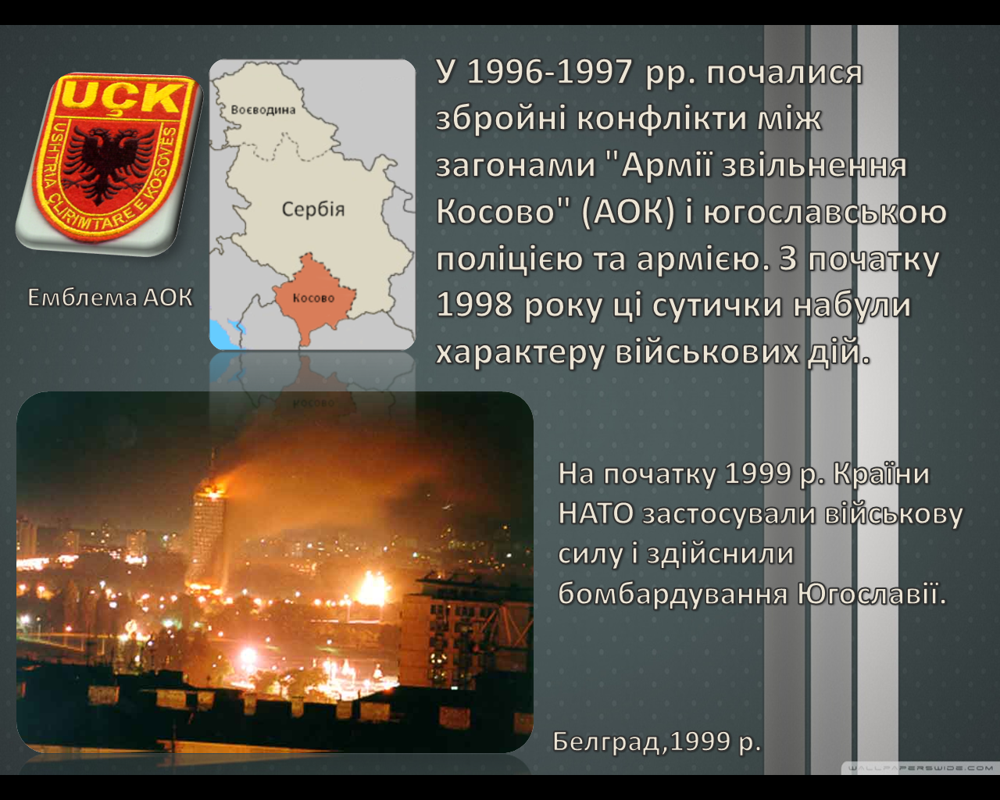 UÇK
USHTRIA ÇLIRIMTARE E KOSOVËS
Емблема АОК
Воєводина
Сербія
Косово
У 1996-1997 рр. почалися
збройні конфлікти між
загонами "Армії звільнення
Косово" (АОК) і югославською
поліцією та армією. З початку
1998 року ці сутички набули
характеру військових дій.
На початку 1999 р. Країни
НАТО застосували військову
силу і здійснили
бомбардування Югославії.
Белград,1999 р.
WALLPAPERSWIDE.COM